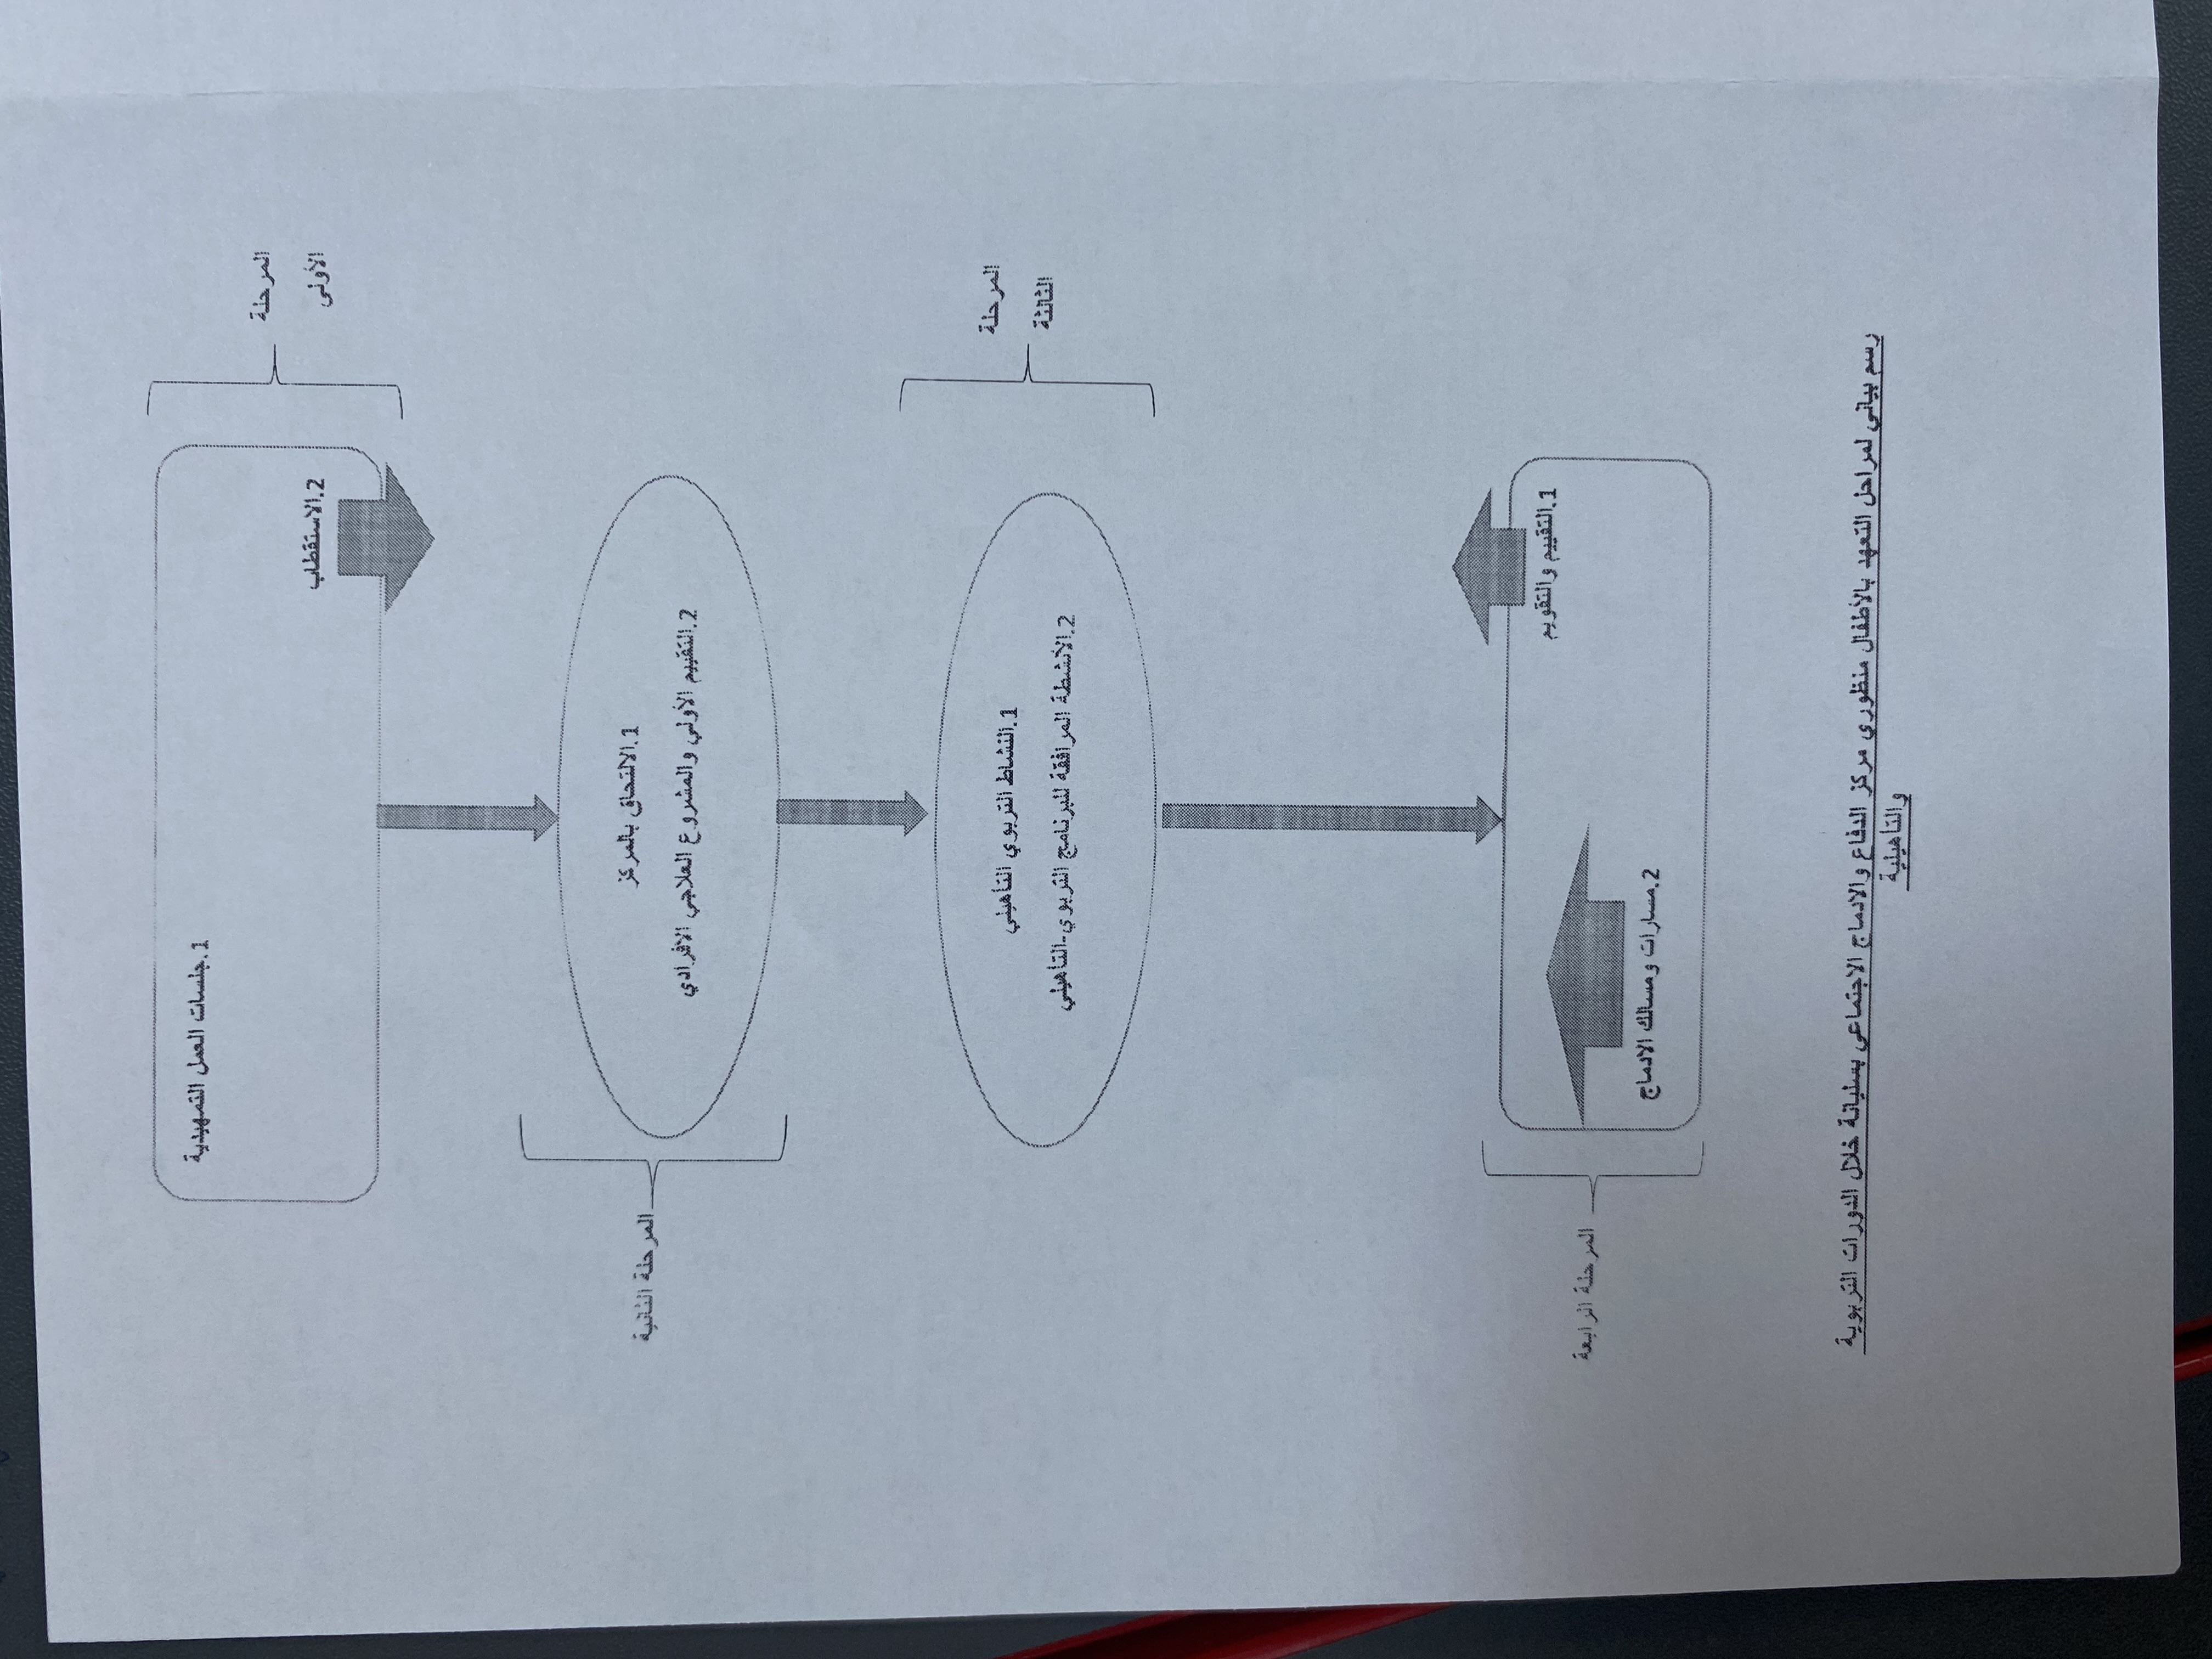 1.جلسات العمل التمهيدية
2.الاستقطاب
المرحلة
الأولى
1.الالتحاق بالمركز
2.التقييم الأولي والمشروع العلاجي الافرادي
المرحلة الثانية
1.النشاط التربوي التأهيلي
2.الأنشطة المرافقة للبرنامج التربوي-التأهيلي
المرحلة
الثالثة
1.التقييم والتقويم
2.مسارات ومسالك الادماج
المرحلة الرابعة
رسم بياني لمراحل التعهد بالأطفال منظوري مركز الدفاع والادماج الاجتماعي بسليانة خلال الدورات التربوية
والتأهيلية